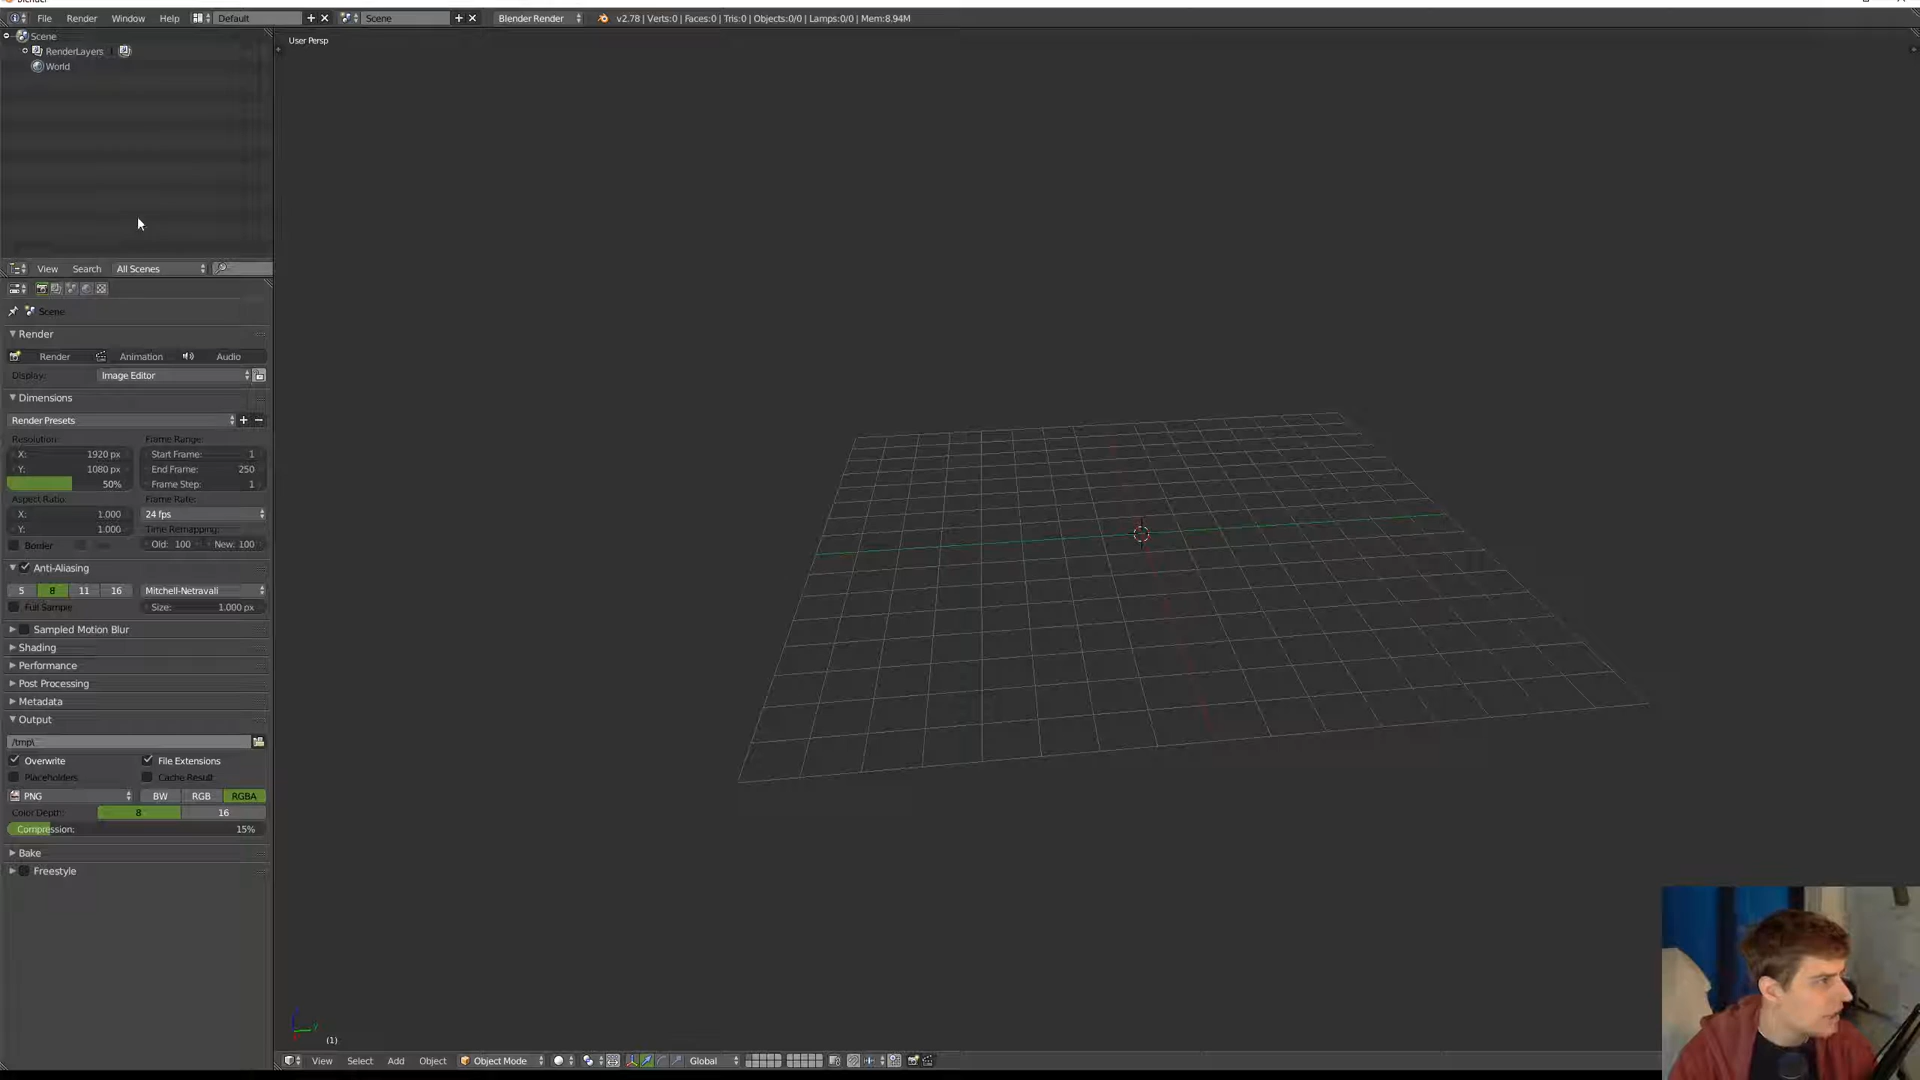 File Render Window Help Default Scene Blender Render v2.78 | Verts:0 | Faces:0 | Tris:0 | Objects:0/0 | Lamps:0/0 | Mem:8.94M
Scene
RenderLayers
World
User Persp
View Search All Scenes
Scene
Render
Render Animation Audio
Display: Image Editor
Dimensions
Render Presets
Resolution: Frame Range:
X: 1920 px Start Frame: 1
Y: 1080 px End Frame: 250
50% Frame Step: 1
Aspect Ratio: Frame Rate:
X: 1.000 24 fps
Y: 1.000 Time Remapping:
Border Old: 100 New: 100
Anti-Aliasing
5 8 11 16 Mitchell-Netravali
Full Sample Size: 1.000 px
Sampled Motion Blur
Shading
Performance
Post Processing
Metadata
Output
/tmp\
Overwrite File Extensions
Placeholders Cache Result
PNG BW RGB RGBA
Color Depth: 8 16
Compression: 15%
Bake
Freestyle
(1)
View Select Add Object Object Mode Global